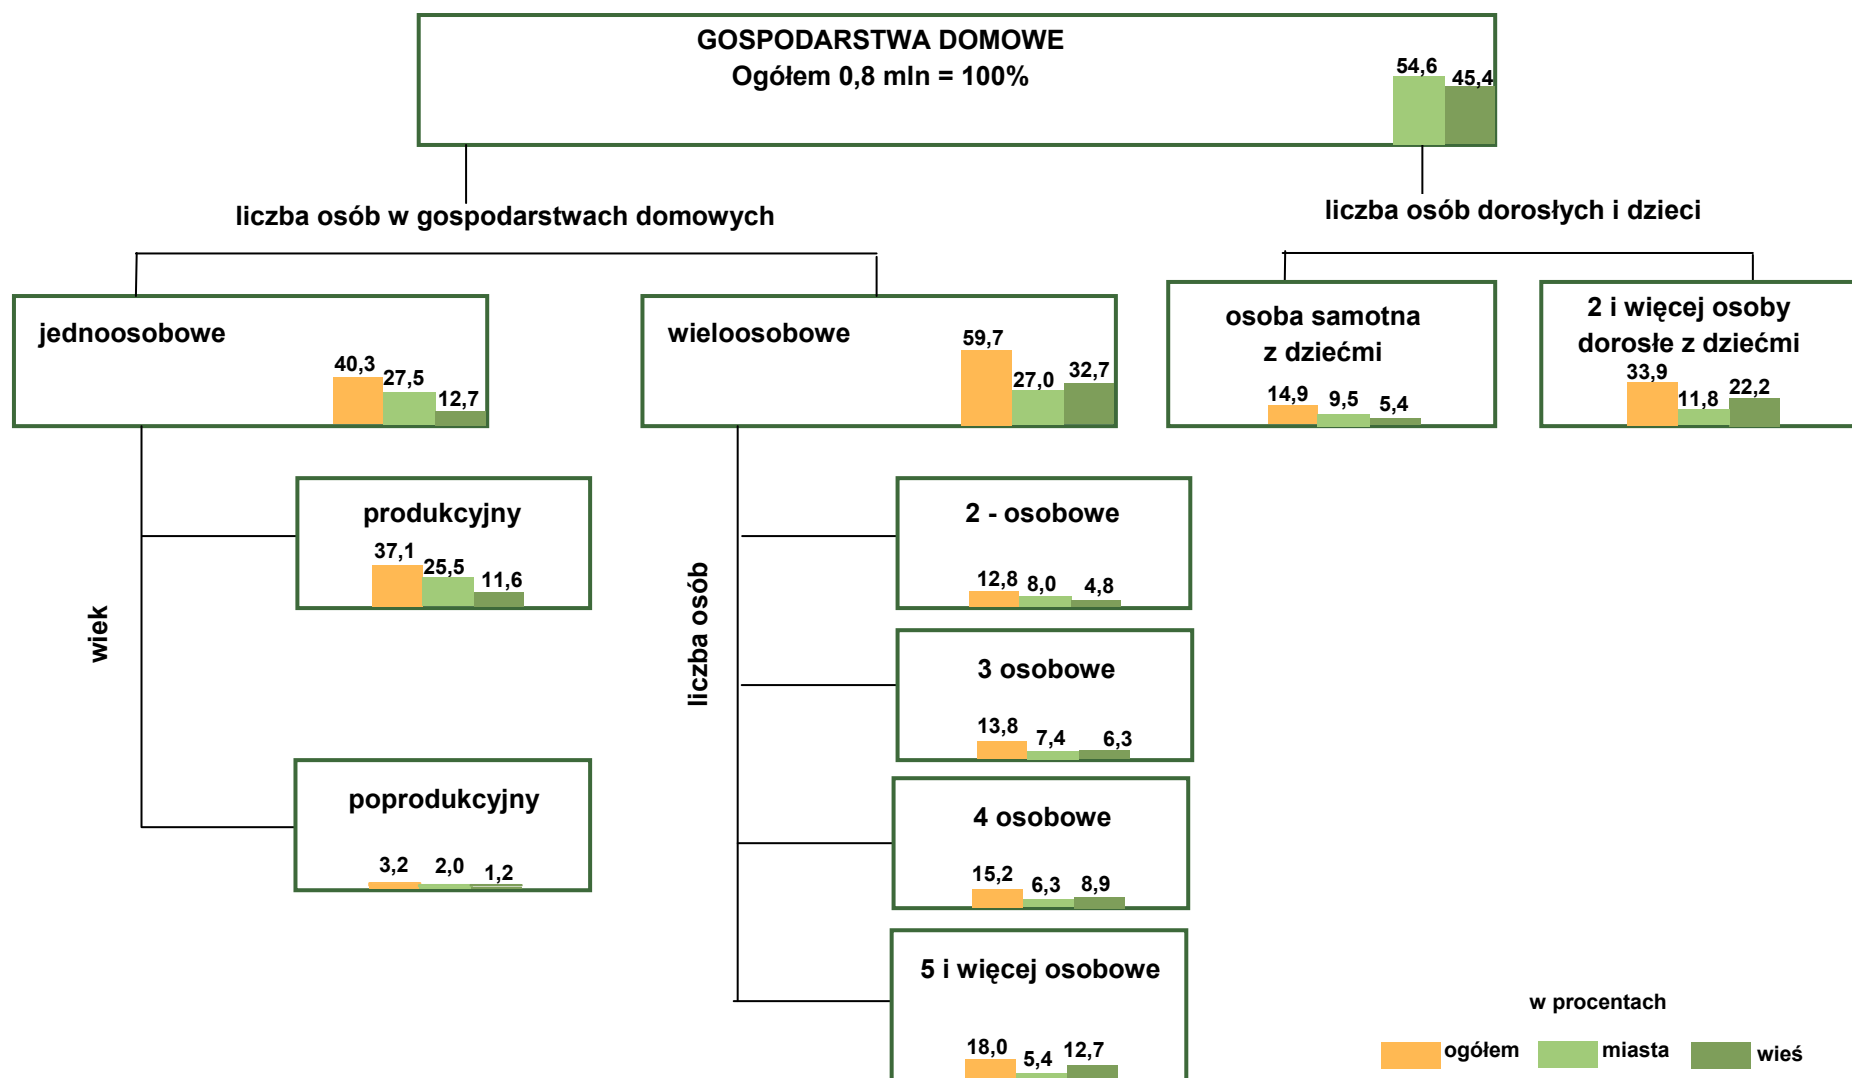 GOSPODARSTWA DOMOWE
Ogółem 0,8 mln = 100%
54,6
45,4
liczba osób w gospodarstwach domowych
liczba osób dorosłych i dzieci
jednoosobowe
40,3
27,5
12,7
wieloosobowe
59,7
27,0
32,7
osoba samotna
z dziećmi
14,9
9,5
5,4
2 i więcej osoby
dorosłe z dziećmi
33,9
11,8
22,2
wiek
produkcyjny
37,1
25,5
11,6
poprodukcyjny
3,2
2,0
1,2
liczba osób
2 - osobowe
12,8
8,0
4,8
3 osobowe
13,8
7,4
6,3
4 osobowe
15,2
6,3
8,9
5 i więcej osobowe
18,0
5,4
12,7
w procentach
ogółem
miasta
wieś